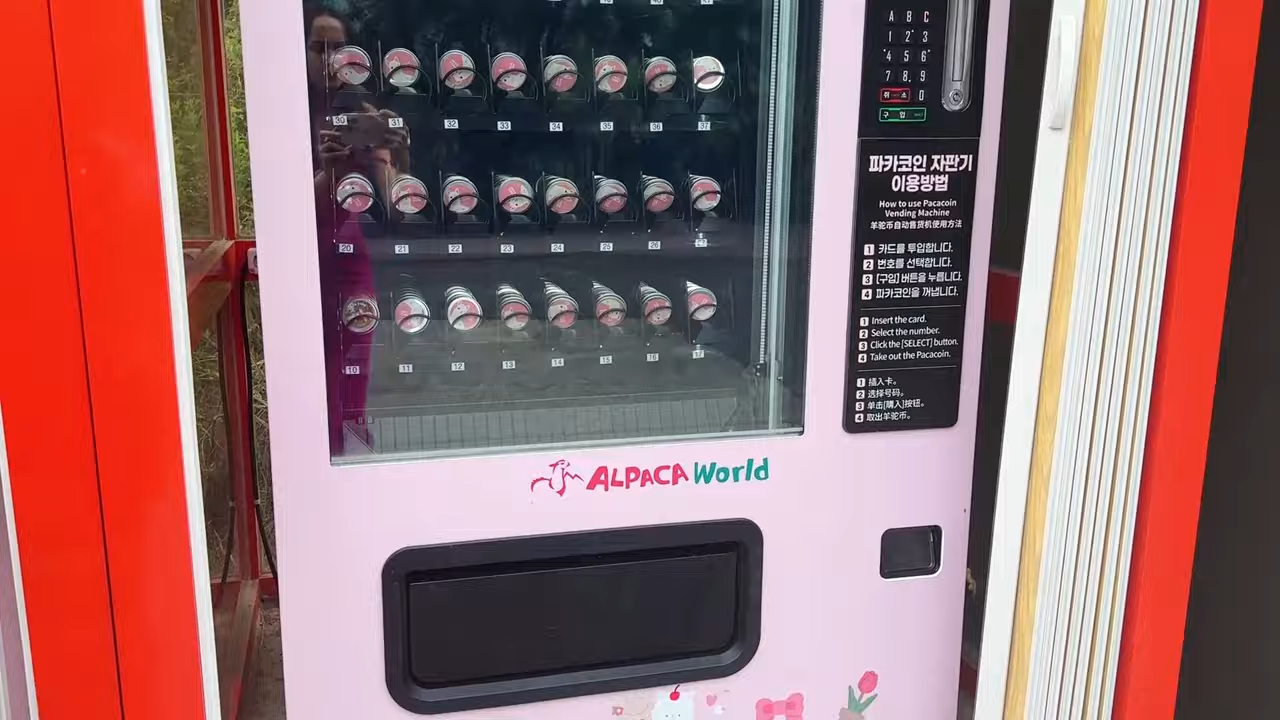 A B C
1 2 3
4 5 6
7 8 9
취소 0
구입
30 31 32 33 34 35 36 37
파카코인 자판기
이용방법
How to use Pacacoin
Vending Machine
羊驼币自动售货机使用方法
1 카드를 투입합니다.
2 번호를 선택합니다.
3 [구입] 버튼을 누릅니다.
4 파카코인을 꺼냅니다.
20 21 22 23 24 25 26 27
1 Insert the card.
2 Select the number.
3 Click the [SELECT] button.
4 Take out the Pacacoin.
10 11 12 13 14 15 16 17
1 插入卡。
2 选择号码。
3 单击[購入]按钮。
4 取出羊驼币。
ALPACA World